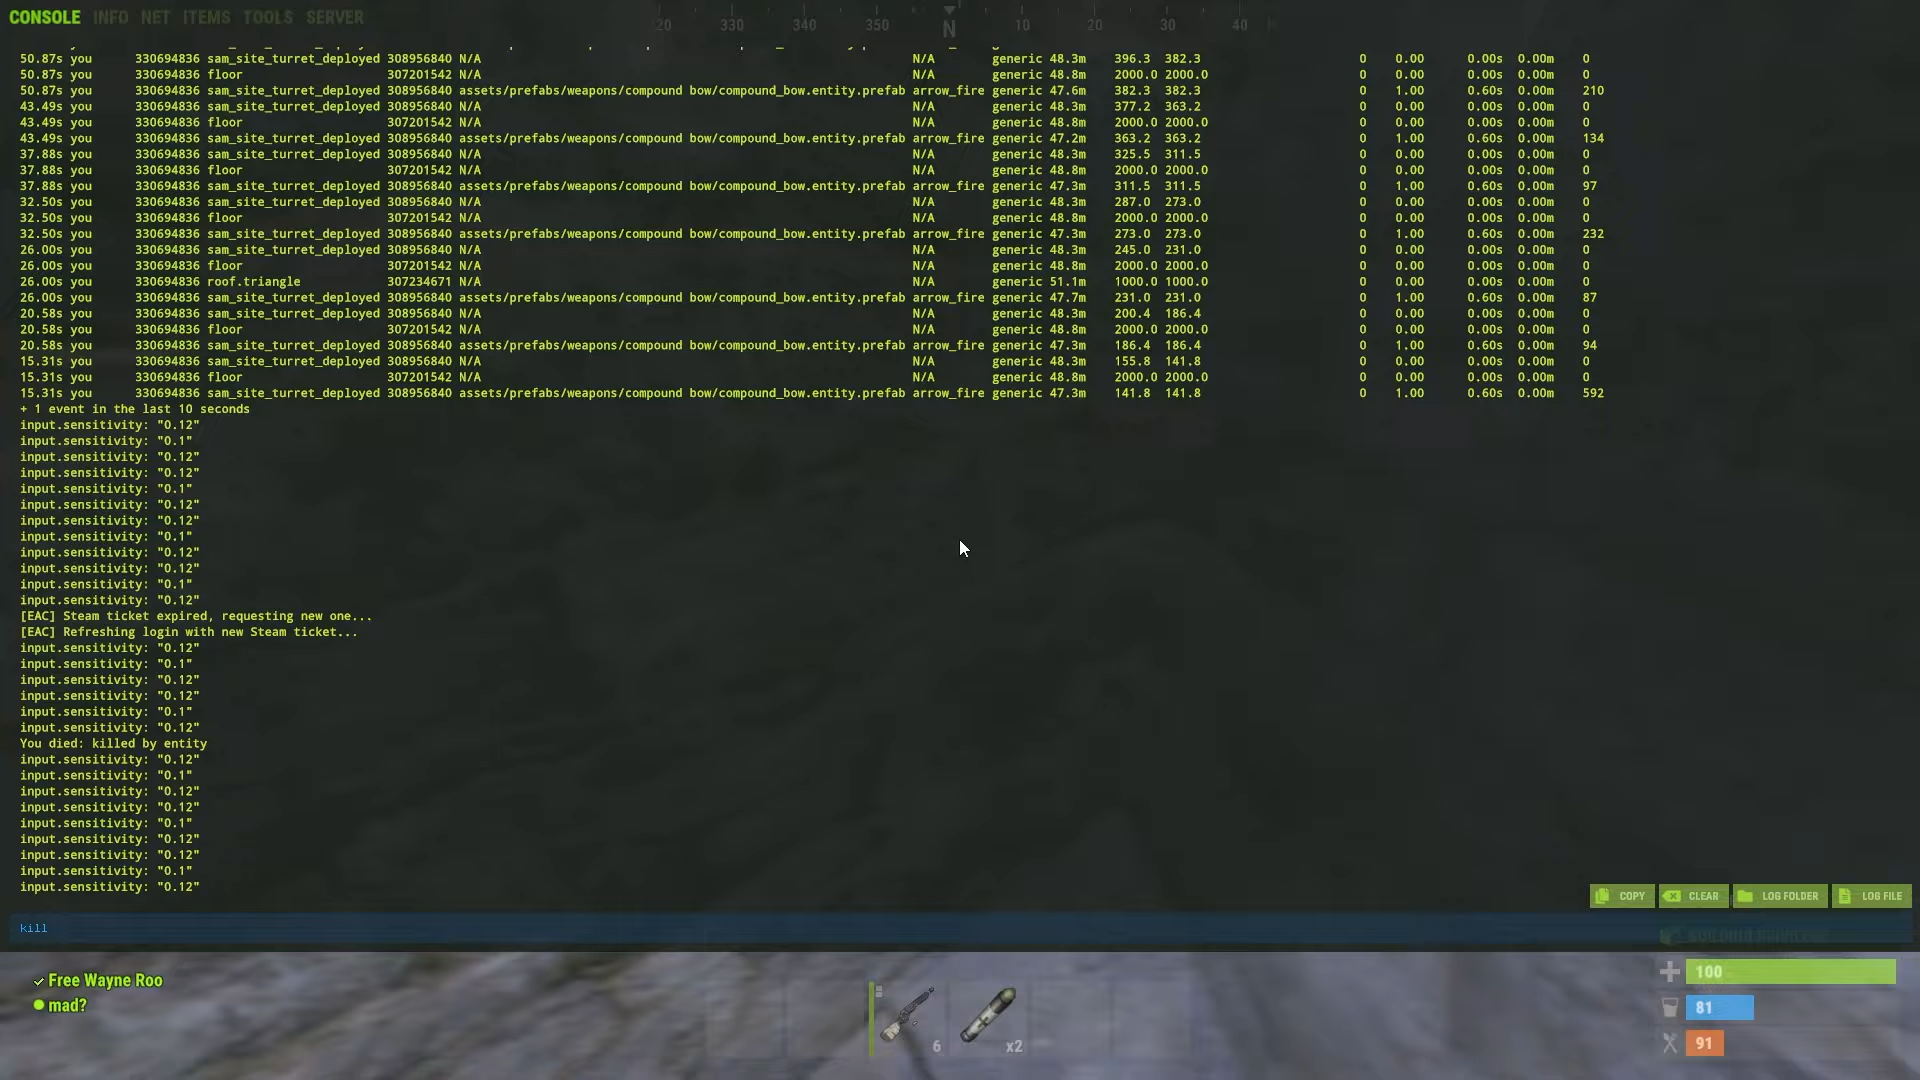 CONSOLE INFO NET ITEMS TOOLS SERVER
20 330 340 350 N 10 20 30 40
50.87s you 330694836 sam_site_turret_deployed 308956840 N/A N/A generic 48.3m 396.3 382.3 0 0.00 0.00s 0.00m 0
50.87s you 330694836 floor 307201542 N/A N/A generic 48.8m 2000.0 2000.0 0 0.00 0.00s 0.00m 0
50.87s you 330694836 sam_site_turret_deployed 308956840 assets/prefabs/weapons/compound bow/compound_bow.entity.prefab arrow_fire generic 47.6m 382.3 382.3 0 1.00 0.60s 0.00m 210
43.49s you 330694836 sam_site_turret_deployed 308956840 N/A N/A generic 48.3m 377.2 363.2 0 0.00 0.00s 0.00m 0
43.49s you 330694836 floor 307201542 N/A N/A generic 48.8m 2000.0 2000.0 0 0.00 0.00s 0.00m 0
43.49s you 330694836 sam_site_turret_deployed 308956840 assets/prefabs/weapons/compound bow/compound_bow.entity.prefab arrow_fire generic 47.2m 363.2 363.2 0 1.00 0.60s 0.00m 134
37.88s you 330694836 sam_site_turret_deployed 308956840 N/A N/A generic 48.3m 325.5 311.5 0 0.00 0.00s 0.00m 0
37.88s you 330694836 floor 307201542 N/A N/A generic 48.8m 2000.0 2000.0 0 0.00 0.00s 0.00m 0
37.88s you 330694836 sam_site_turret_deployed 308956840 assets/prefabs/weapons/compound bow/compound_bow.entity.prefab arrow_fire generic 47.3m 311.5 311.5 0 1.00 0.60s 0.00m 97
32.50s you 330694836 sam_site_turret_deployed 308956840 N/A N/A generic 48.3m 287.0 273.0 0 0.00 0.00s 0.00m 0
32.50s you 330694836 floor 307201542 N/A N/A generic 48.8m 2000.0 2000.0 0 0.00 0.00s 0.00m 0
32.50s you 330694836 sam_site_turret_deployed 308956840 assets/prefabs/weapons/compound bow/compound_bow.entity.prefab arrow_fire generic 47.3m 273.0 273.0 0 1.00 0.60s 0.00m 232
26.00s you 330694836 sam_site_turret_deployed 308956840 N/A N/A generic 48.3m 245.0 231.0 0 0.00 0.00s 0.00m 0
26.00s you 330694836 floor 307201542 N/A N/A generic 48.8m 2000.0 2000.0 0 0.00 0.00s 0.00m 0
26.00s you 330694836 roof.triangle 307234671 N/A N/A generic 51.1m 1000.0 1000.0 0 0.00 0.00s 0.00m 0
26.00s you 330694836 sam_site_turret_deployed 308956840 assets/prefabs/weapons/compound bow/compound_bow.entity.prefab arrow_fire generic 47.7m 231.0 231.0 0 1.00 0.60s 0.00m 87
20.58s you 330694836 sam_site_turret_deployed 308956840 N/A N/A generic 48.3m 200.4 186.4 0 0.00 0.00s 0.00m 0
20.58s you 330694836 floor 307201542 N/A N/A generic 48.8m 2000.0 2000.0 0 0.00 0.00s 0.00m 0
20.58s you 330694836 sam_site_turret_deployed 308956840 assets/prefabs/weapons/compound bow/compound_bow.entity.prefab arrow_fire generic 47.3m 186.4 186.4 0 1.00 0.60s 0.00m 94
15.31s you 330694836 sam_site_turret_deployed 308956840 N/A N/A generic 48.3m 155.8 141.8 0 0.00 0.00s 0.00m 0
15.31s you 330694836 floor 307201542 N/A N/A generic 48.8m 2000.0 2000.0 0 0.00 0.00s 0.00m 0
15.31s you 330694836 sam_site_turret_deployed 308956840 assets/prefabs/weapons/compound bow/compound_bow.entity.prefab arrow_fire generic 47.3m 141.8 141.8 0 1.00 0.60s 0.00m 592
+ 1 event in the last 10 seconds
input.sensitivity: "0.12"
input.sensitivity: "0.1"
input.sensitivity: "0.12"
input.sensitivity: "0.12"
input.sensitivity: "0.1"
input.sensitivity: "0.12"
input.sensitivity: "0.12"
input.sensitivity: "0.1"
input.sensitivity: "0.12"
input.sensitivity: "0.12"
input.sensitivity: "0.1"
input.sensitivity: "0.12"
[EAC] Steam ticket expired, requesting new one...
[EAC] Refreshing login with new Steam ticket...
input.sensitivity: "0.12"
input.sensitivity: "0.1"
input.sensitivity: "0.12"
input.sensitivity: "0.12"
input.sensitivity: "0.1"
input.sensitivity: "0.12"
You died: killed by entity
input.sensitivity: "0.12"
input.sensitivity: "0.1"
input.sensitivity: "0.12"
input.sensitivity: "0.12"
input.sensitivity: "0.1"
input.sensitivity: "0.12"
input.sensitivity: "0.12"
input.sensitivity: "0.1"
input.sensitivity: "0.12"
COPY CLEAR LOG FOLDER LOG FILE
kill
Free Wayne Roo
mad?
6
x2
100
81
91